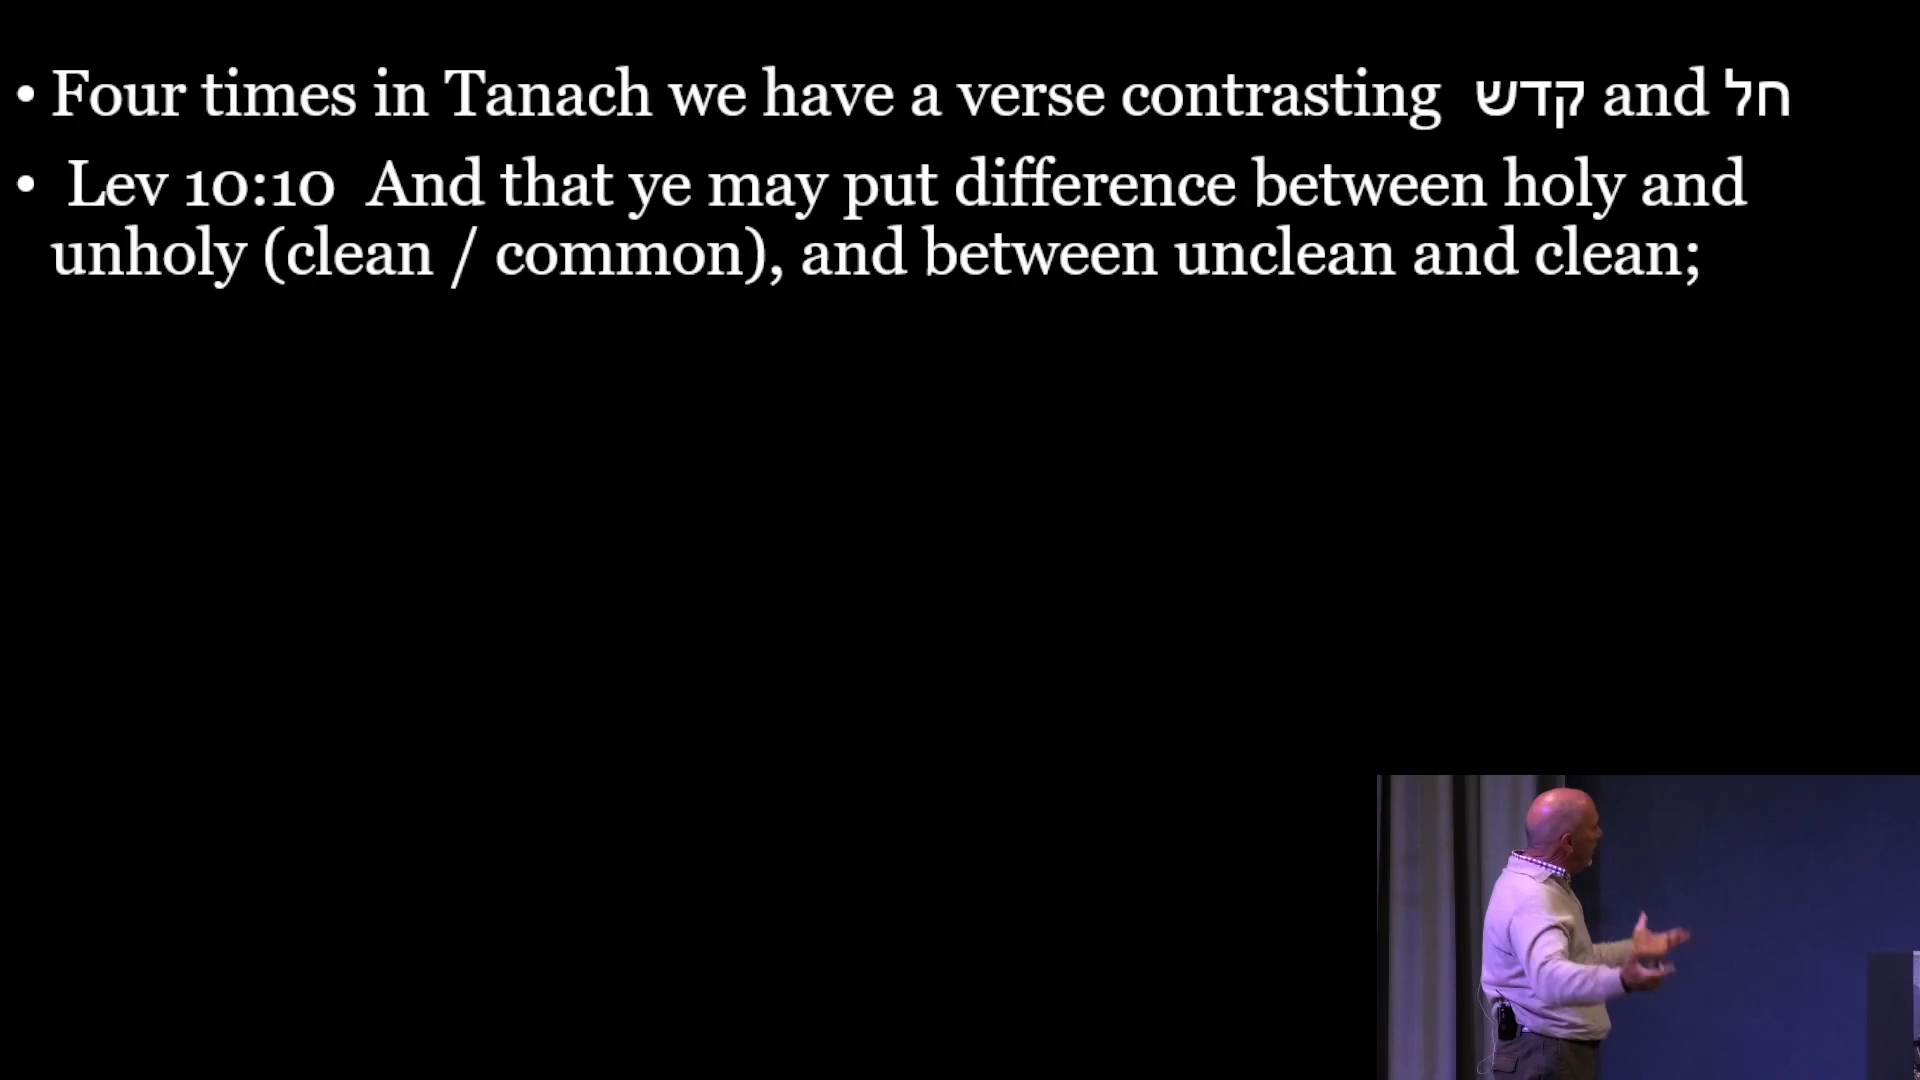 • Four times in Tanach we have a verse contrasting קדש and חל
• Lev 10:10 And that ye may put difference between holy and
unholy (clean / common), and between unclean and clean;